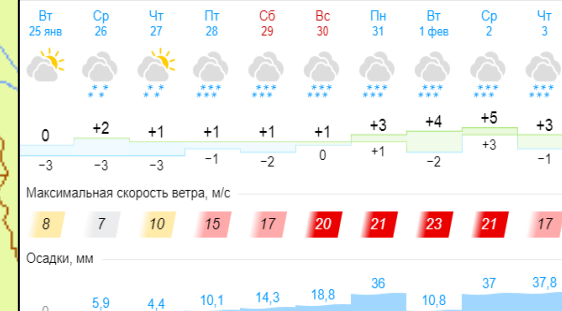 Вт Ср Чт Пт Сб Вс Пн Вт Ср Чт
25 янв 26 27 28 29 30 31 1 фев 2 3
0 +2 +1 +1 +1 +1 +3 +4 +5 +3
−3 −3 −3 −1 −2 0 +1 −2 +3 −1
Максимальная скорость ветра, м/с
8 7 10 15 17 20 21 23 21 17
Осадки, мм
0 5,9 4,4 10,1 14,3 18,8 36 10,8 37 37,8